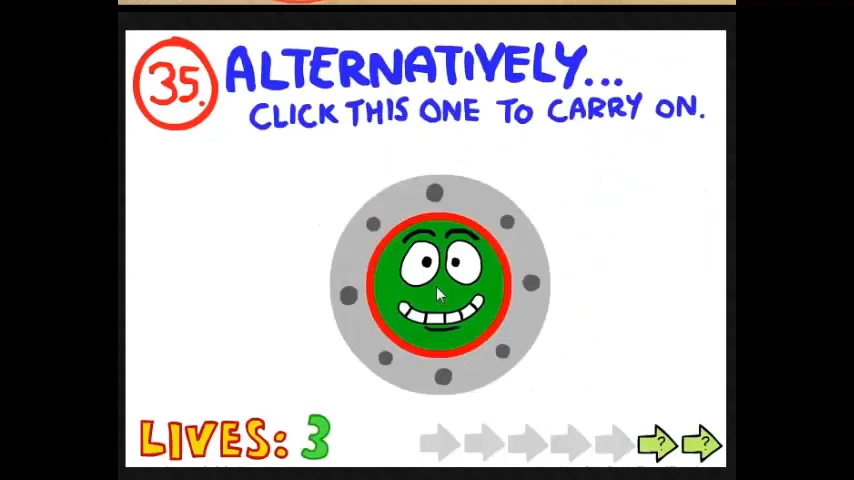 35.
ALTERNATIVELY...
CLICK THIS ONE TO CARRY ON.
LIVES: 3
? ?